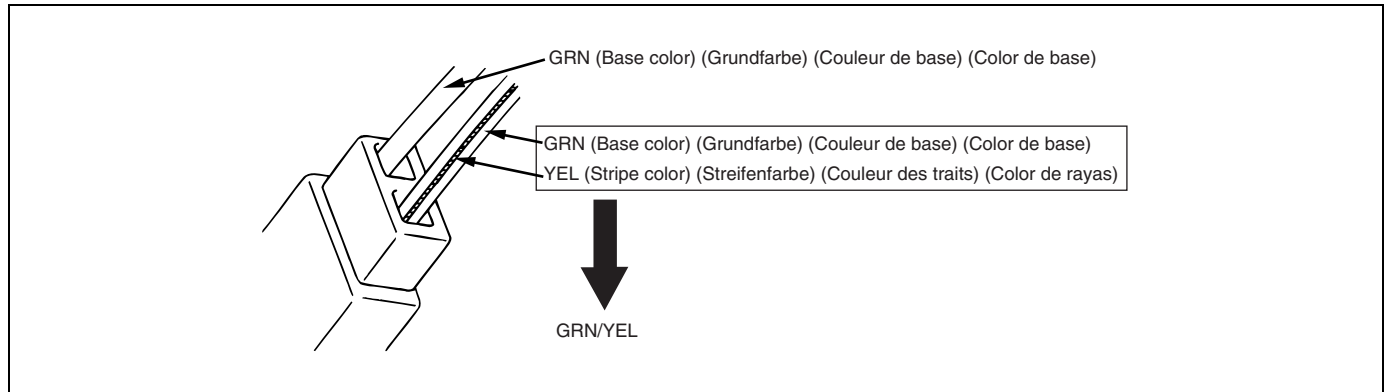 GRN (Base color) (Grundfarbe) (Couleur de base) (Color de base)
GRN (Base color) (Grundfarbe) (Couleur de base) (Color de base)
YEL (Stripe color) (Streifenfarbe) (Couleur des traits) (Color de rayas)
GRN/YEL